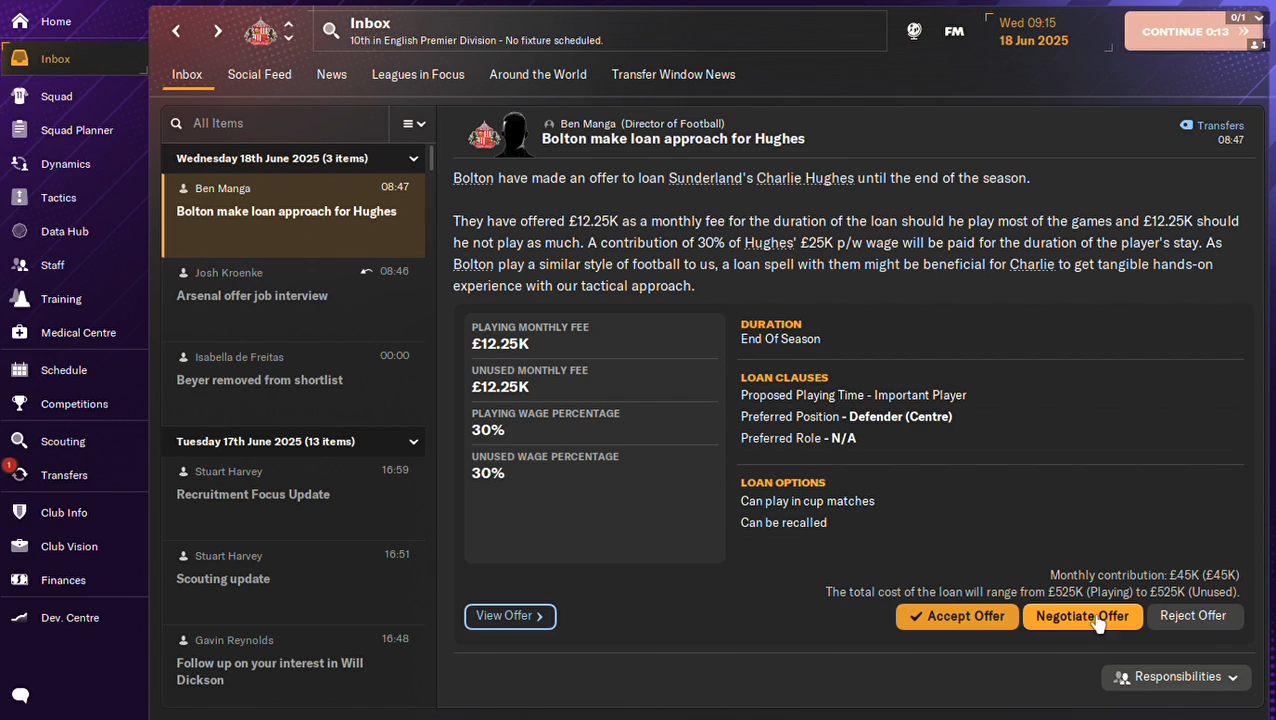 Home
Inbox
Squad
Squad Planner
Dynamics
Tactics
Data Hub
Staff
Training
Medical Centre
Schedule
Competitions
Scouting
1
Transfers
Club Info
Club Vision
Finances
Dev. Centre
Inbox
10th in English Premier Division - No fixture scheduled.
FM
Wed 09:15
18 Jun 2025
CONTINUE 0:13
0/1
1
Inbox
Social Feed
News
Leagues in Focus
Around the World
Transfer Window News
All Items
Wednesday 18th June 2025 (3 items)
Ben Manga 08:47
Bolton make loan approach for Hughes
Josh Kroenke 08:46
Arsenal offer job interview
Isabella de Freitas 00:00
Beyer removed from shortlist
Tuesday 17th June 2025 (13 items)
Stuart Harvey 16:59
Recruitment Focus Update
Stuart Harvey 16:51
Scouting update
Gavin Reynolds 16:48
Follow up on your interest in Will
Dickson
Ben Manga (Director of Football)
Bolton make loan approach for Hughes
Transfers
08:47
Bolton have made an offer to loan Sunderland's Charlie Hughes until the end of the season.
They have offered £12.25K as a monthly fee for the duration of the loan should he play most of the games and £12.25K should
he not play as much. A contribution of 30% of Hughes' £25K p/w wage will be paid for the duration of the player's stay. As
Bolton play a similar style of football to us, a loan spell with them might be beneficial for Charlie to get tangible hands-on
experience with our tactical approach.
PLAYING MONTHLY FEE
£12.25K
UNUSED MONTHLY FEE
£12.25K
PLAYING WAGE PERCENTAGE
30%
UNUSED WAGE PERCENTAGE
30%
DURATION
End Of Season
LOAN CLAUSES
Proposed Playing Time - Important Player
Preferred Position - Defender (Centre)
Preferred Role - N/A
LOAN OPTIONS
Can play in cup matches
Can be recalled
Monthly contribution: £45K (£45K)
The total cost of the loan will range from £525K (Playing) to £525K (Unused).
View Offer
Accept Offer
Negotiate Offer
Reject Offer
Responsibilities